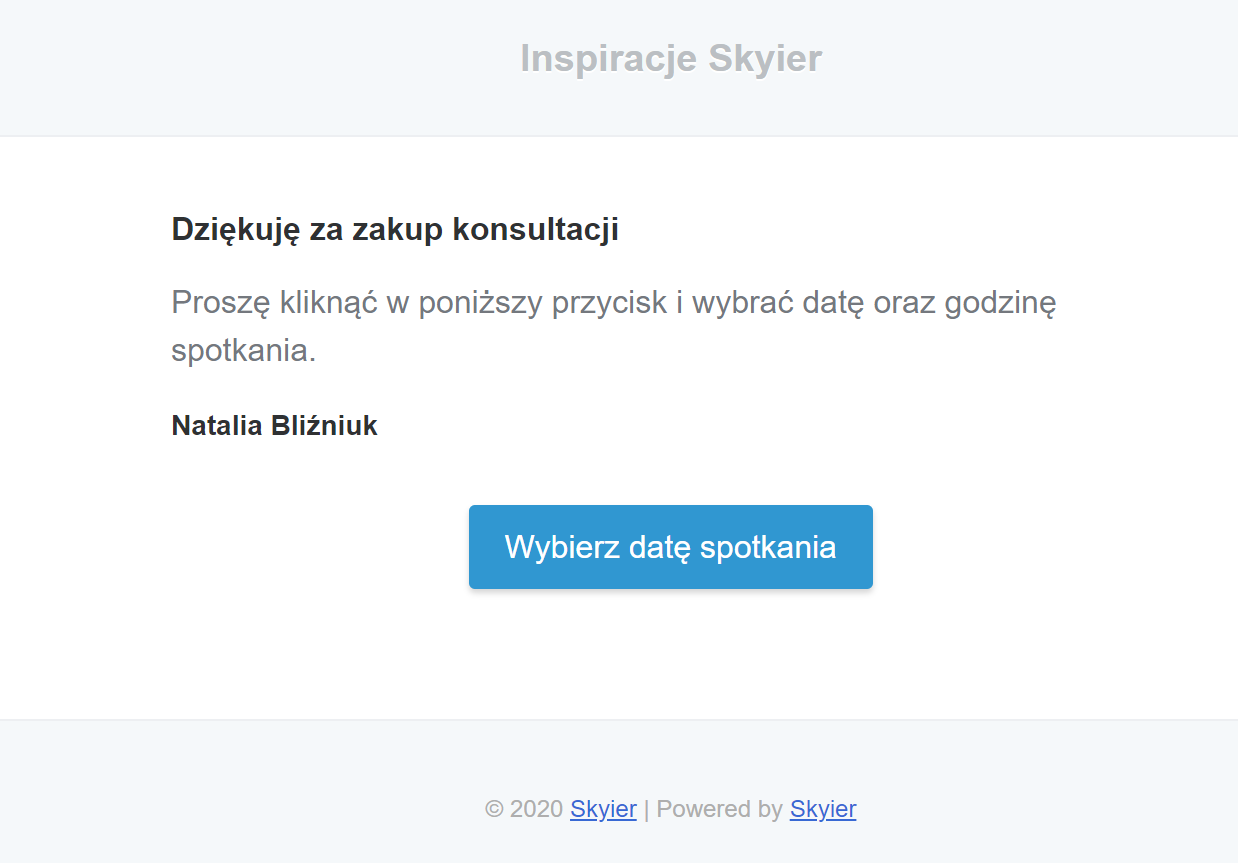 Inspiracje Skyier
Dziękuję za zakup konsultacji
Proszę kliknąć w poniższy przycisk i wybrać datę oraz godzinę
spotkania.
Natalia Bliźniuk
Wybierz datę spotkania
© 2020 Skyier | Powered by Skyier